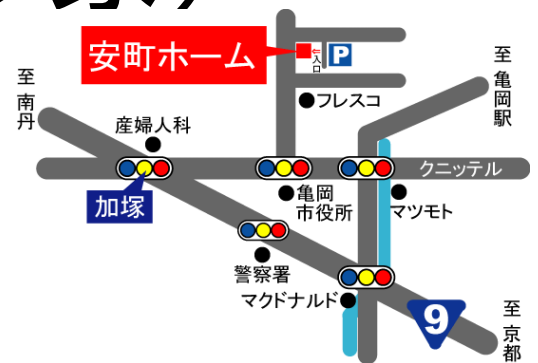 安町ホーム
⇐入口
P
至亀岡駅
至南丹
フレスコ
産婦人科
クニッテル
加塚
亀岡
市役所
マツモト
警察署
マクドナルド
9
至京都